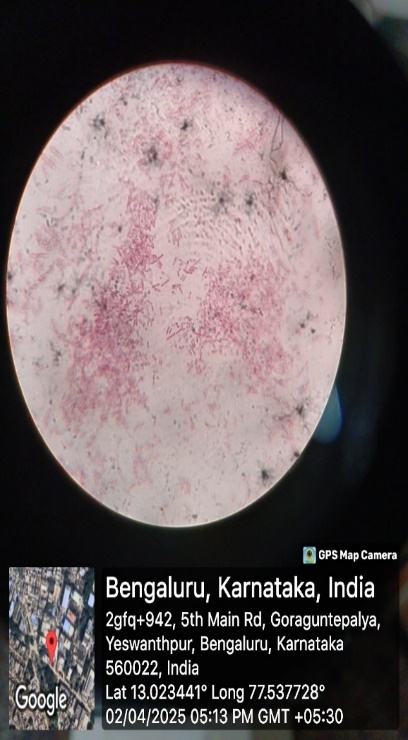 GPS Map Camera
Bengaluru, Karnataka, India
2gfq+942, 5th Main Rd, Goraguntepalya,
Yeswanthpur, Bengaluru, Karnataka
560022, India
Lat 13.023441° Long 77.537728°
02/04/2025 05:13 PM GMT +05:30
Google